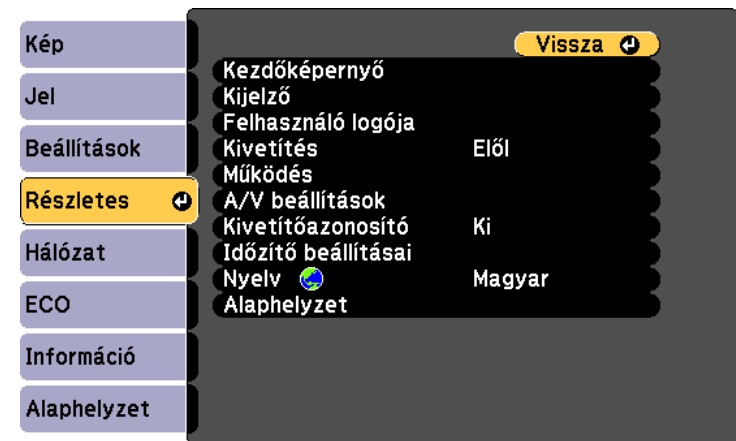 Kép
Jel
Beállítások
Részletes
Hálózat
ECO
Információ
Alaphelyzet
Vissza
Kezdőképernyő
Kijelző
Felhasználó logója
Kivetítés Elől
Működés
A/V beállítások
Kivetítőazonosító Ki
Időzítő beállításai
Nyelv Magyar
Alaphelyzet